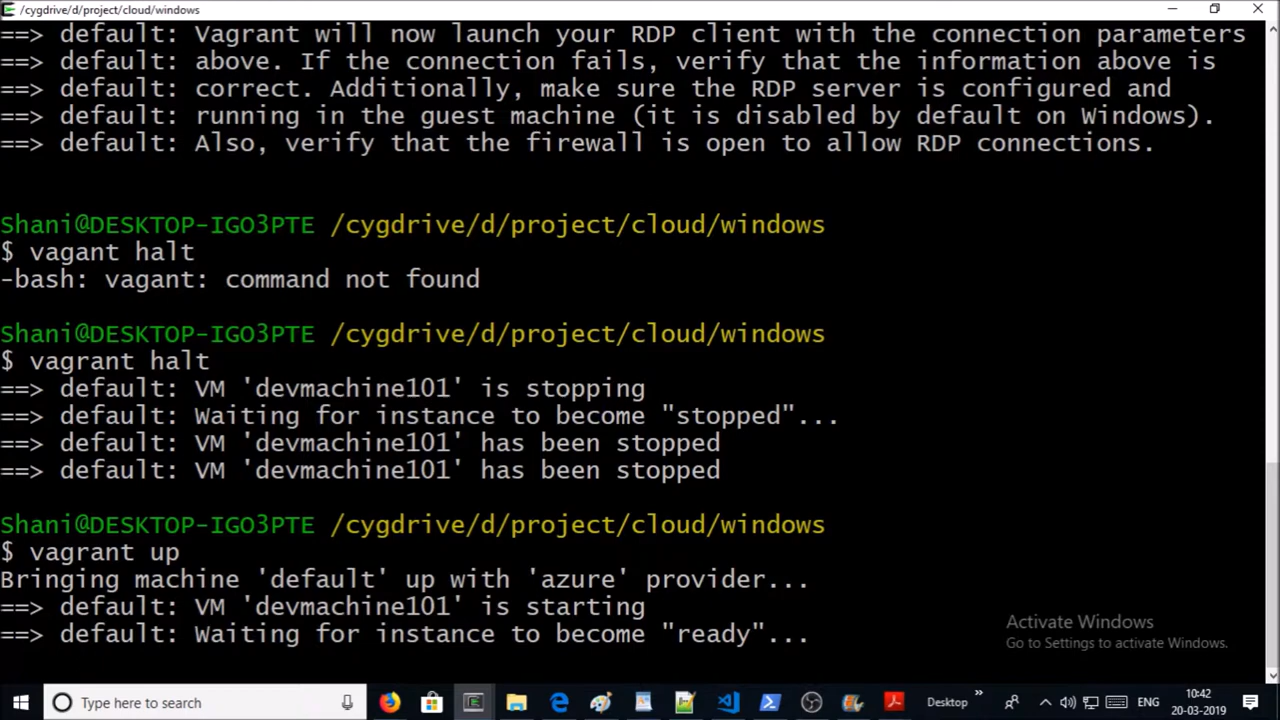 /cygdrive/d/project/cloud/windows
==> default: Vagrant will now launch your RDP client with the connection parameters
==> default: above. If the connection fails, verify that the information above is
==> default: correct. Additionally, make sure the RDP server is configured and
==> default: running in the guest machine (it is disabled by default on Windows).
==> default: Also, verify that the firewall is open to allow RDP connections.
Shani@DESKTOP-IGO3PTE /cygdrive/d/project/cloud/windows
$ vagant halt
-bash: vagant: command not found
Shani@DESKTOP-IGO3PTE /cygdrive/d/project/cloud/windows
$ vagrant halt
==> default: VM 'devmachine101' is stopping
==> default: Waiting for instance to become "stopped"...
==> default: VM 'devmachine101' has been stopped
==> default: VM 'devmachine101' has been stopped
Shani@DESKTOP-IGO3PTE /cygdrive/d/project/cloud/windows
$ vagrant up
Bringing machine 'default' up with 'azure' provider...
==> default: VM 'devmachine101' is starting
==> default: Waiting for instance to become "ready"...
Activate Windows
Go to Settings to activate Windows.
Type here to search
Desktop
ENG
10:42
20-03-2019